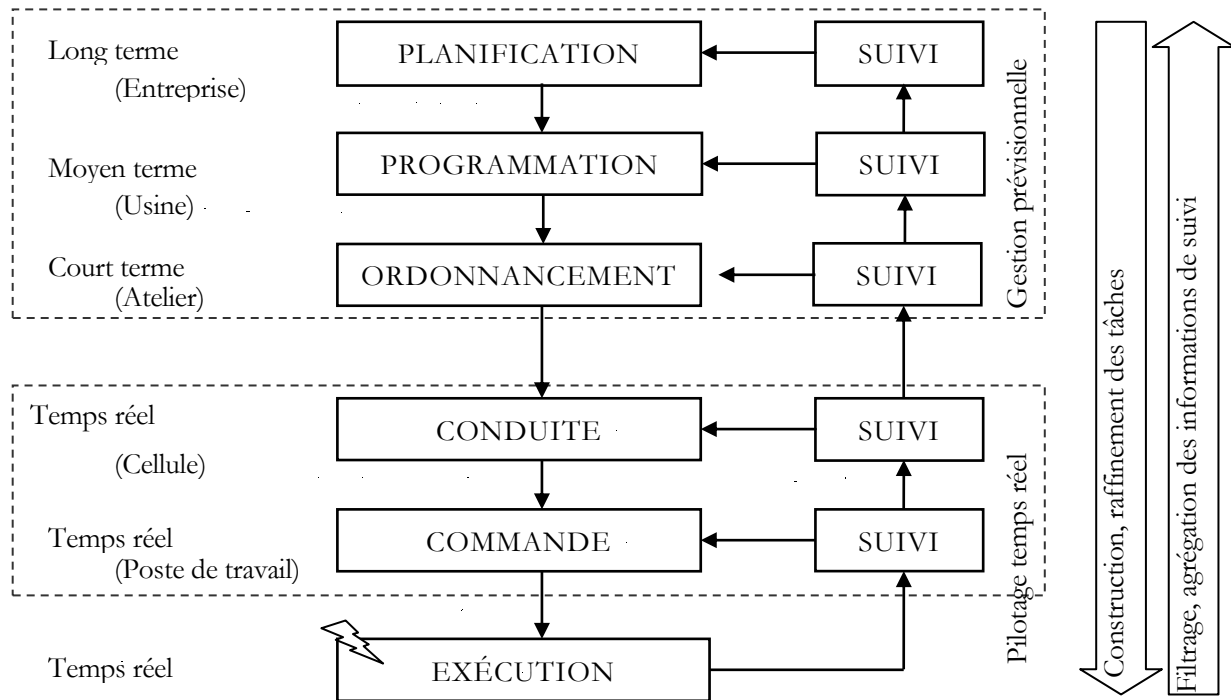 Long terme
(Entreprise)
PLANIFICATION
SUIVI
Moyen terme
(Usine)
PROGRAMMATION
SUIVI
Court terme
(Atelier)
ORDONNANCEMENT
SUIVI
Gestion prévisionnelle
Temps réel
(Cellule)
CONDUITE
SUIVI
Temps réel
(Poste de travail)
COMMANDE
SUIVI
Pilotage temps réel
Temps réel
EXÉCUTION
Construction, raffinement des tâches
Filtrage, agrégation des informations de suivi